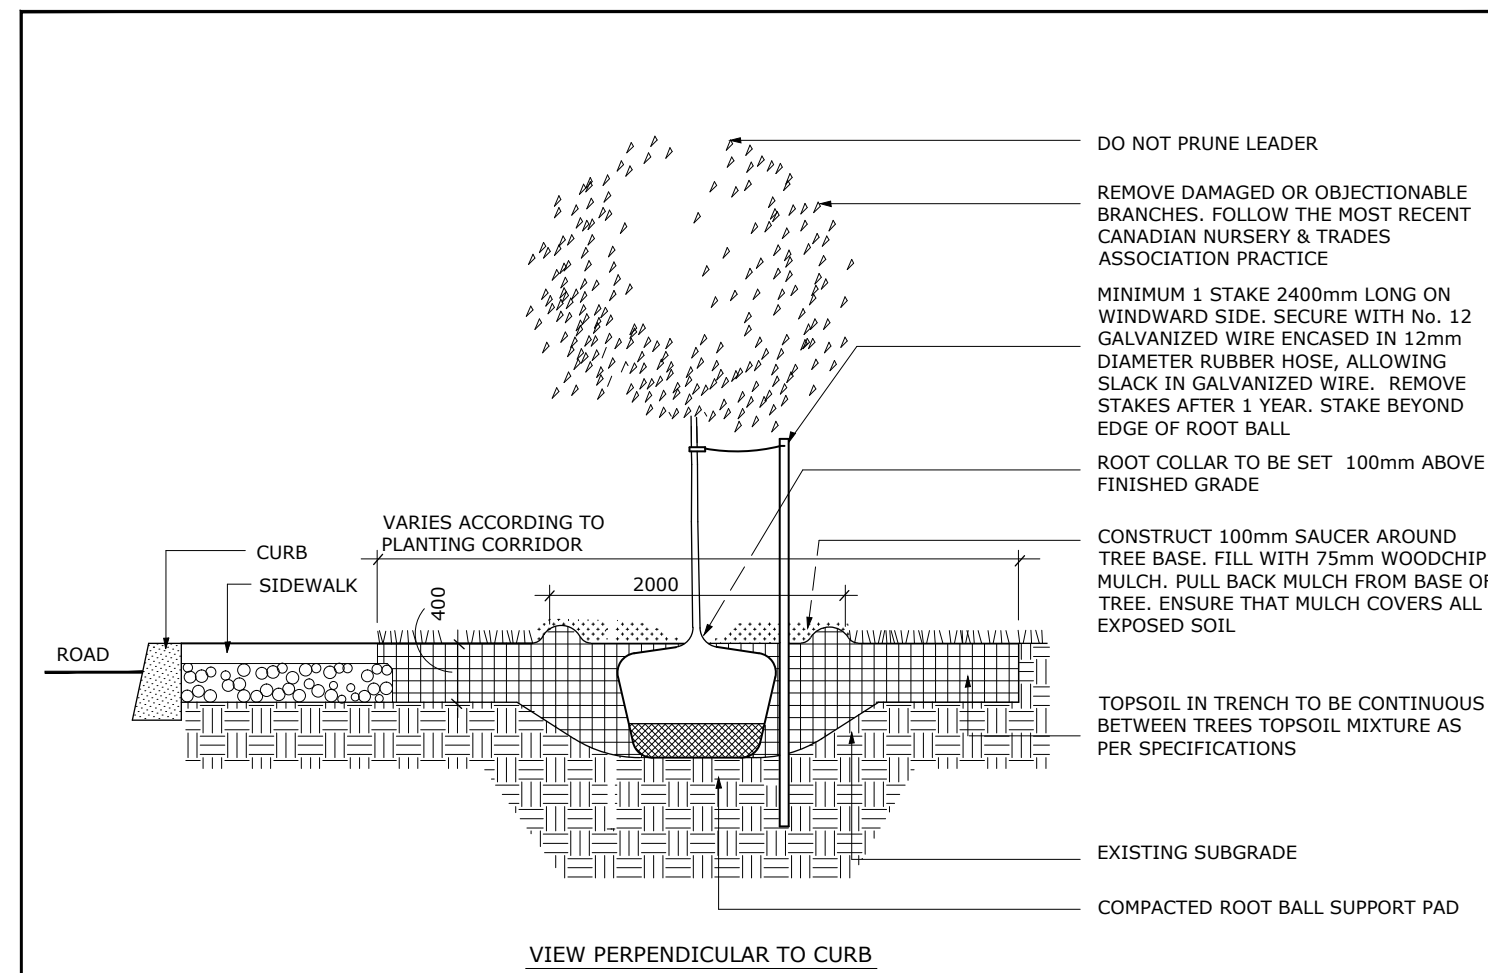 DO NOT PRUNE LEADER
REMOVE DAMAGED OR OBJECTIONABLE
BRANCHES. FOLLOW THE MOST RECENT
CANADIAN NURSERY & TRADES
ASSOCIATION PRACTICE
MINIMUM 1 STAKE 2400mm LONG ON
WINDWARD SIDE. SECURE WITH No. 12
GALVANIZED WIRE ENCASED IN 12mm
DIAMETER RUBBER HOSE, ALLOWING
SLACK IN GALVANIZED WIRE. REMOVE
STAKES AFTER 1 YEAR. STAKE BEYOND
EDGE OF ROOT BALL
ROOT COLLAR TO BE SET 100mm ABOVE
FINISHED GRADE
VARIES ACCORDING TO
PLANTING CORRIDOR
CURB
SIDEWALK
2000
400
ROAD
CONSTRUCT 100mm SAUCER AROUND
TREE BASE. FILL WITH 75mm WOODCHIP
MULCH. PULL BACK MULCH FROM BASE OF
TREE. ENSURE THAT MULCH COVERS ALL
EXPOSED SOIL
TOPSOIL IN TRENCH TO BE CONTINUOUS
BETWEEN TREES TOPSOIL MIXTURE AS
PER SPECIFICATIONS
EXISTING SUBGRADE
COMPACTED ROOT BALL SUPPORT PAD
VIEW PERPENDICULAR TO CURB